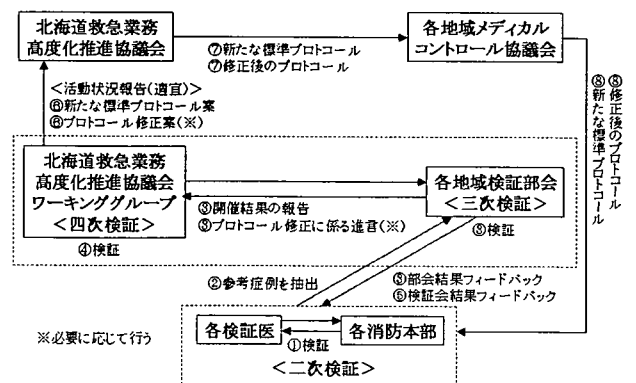 北海道救急業務
高度化推進協議会
⑦新たな標準プロトコール
⑦修正後のプロトコール
各地域メディカル
コントロール協議会
＜活動状況報告(適宜)＞
⑥新たな標準プロトコール案
⑥プロトコール修正案(※)
⑧修正後のプロトコール
⑧新たな標準プロトコール
北海道救急業務
高度化推進協議会
ワーキンググループ
＜四次検証＞
④検証
③開催結果の報告
③プロトコール修正に係る進言(※)
各地域検証部会
＜三次検証＞
③検証
②参考症例を抽出
③部会結果フィードバック
⑤検証会結果フィードバック
※必要に応じて行う
各検証医
①検証
各消防本部
＜二次検証＞